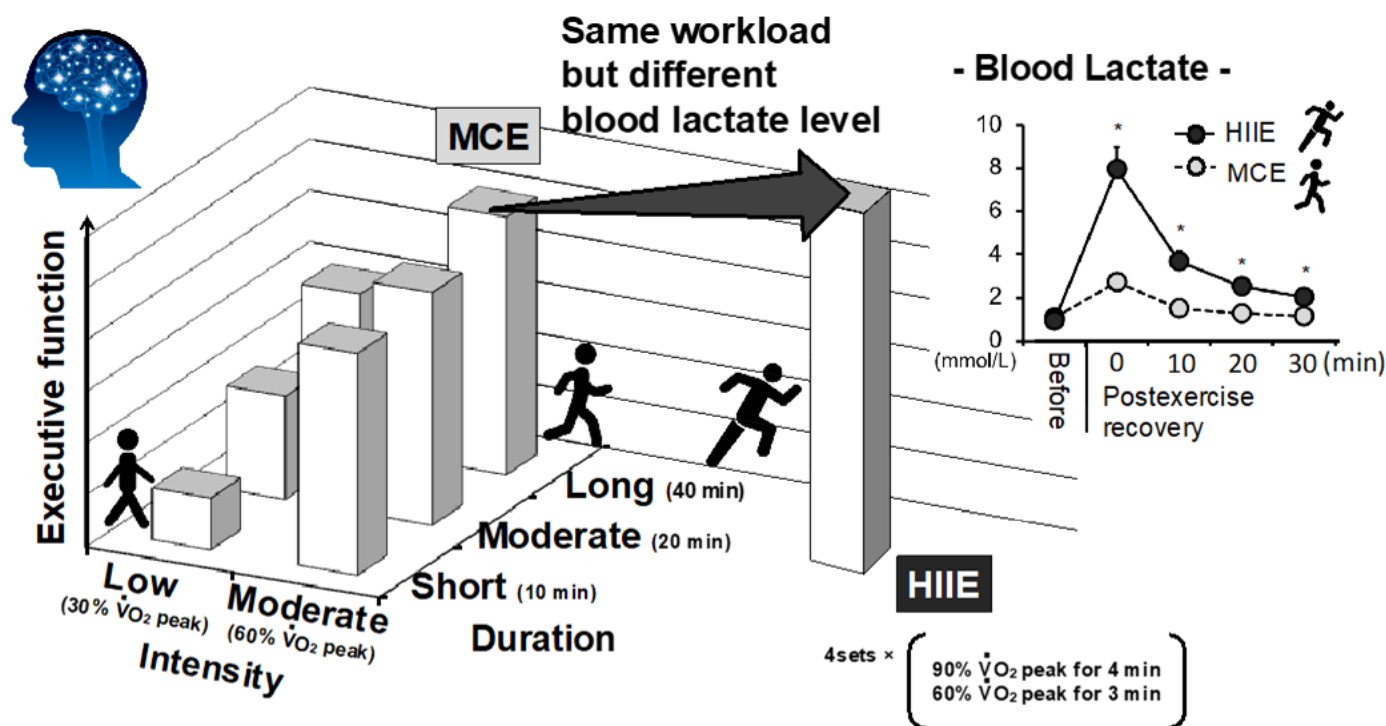 Same workload
but different
blood lactate level
MCE
Executive function
Low
(30% V̇O₂ peak)
Moderate
(60% V̇O₂ peak)
Intensity
Long (40 min)
Moderate (20 min)
Short (10 min)
Duration
HIIE
4sets ×
90% V̇O₂ peak for 4 min
60% V̇O₂ peak for 3 min
- Blood Lactate -
10
8
6
4
2
0
(mmol/L)
*
*
*
*
HIIE
MCE
Before
0 10 20 30 (min)
Postexercise
recovery